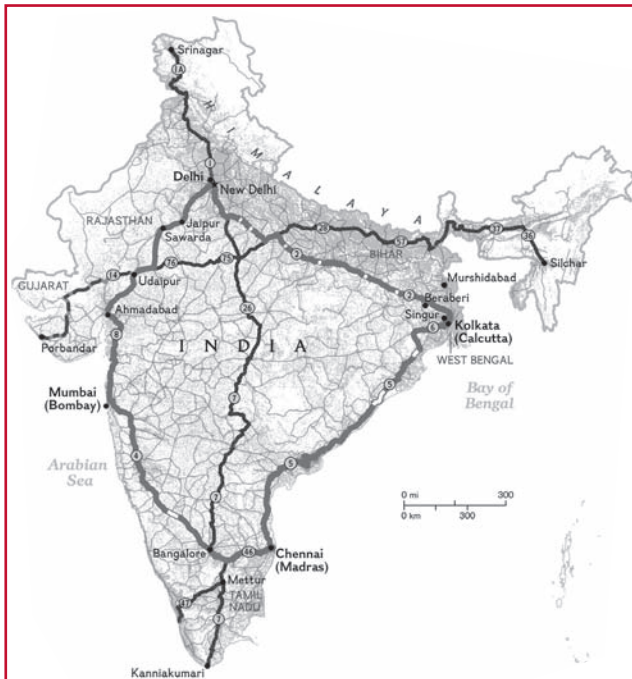 Srinagar
1A
HIMALAYA
1
Delhi
New Delhi
RAJASTHAN
Jaipur
Sawarda
28
57
37
36
BIHAR
2
Silchar
14
76
25
Udaipur
Murshidabad
GUJARAT
Beraberi
2
Ahmadabad
26
Singur
6
Kolkata
(Calcutta)
Porbandar
8
INDIA
WEST BENGAL
Mumbai
(Bombay)
7
5
Bay of
Bengal
4
Arabian
Sea
5
0 mi 300
0 km 300
7
Bangalore
46
Chennai
(Madras)
Mettur
47
TAMIL
NADU
7
Kanniakumari